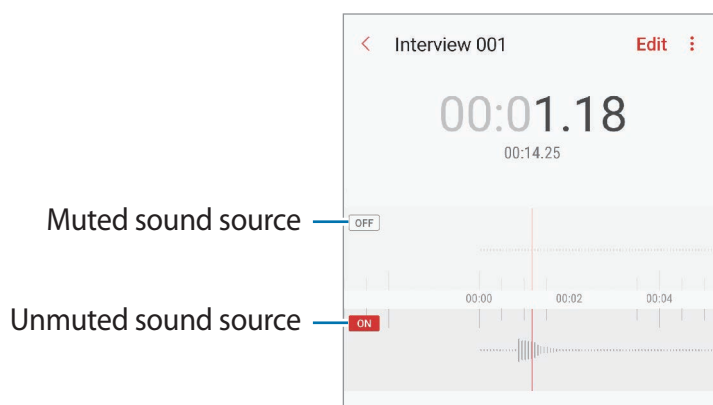 < Interview 001 Edit
00:01.18
00:14.25
Muted sound source
OFF
00:00 00:02 00:04
Unmuted sound source
ON